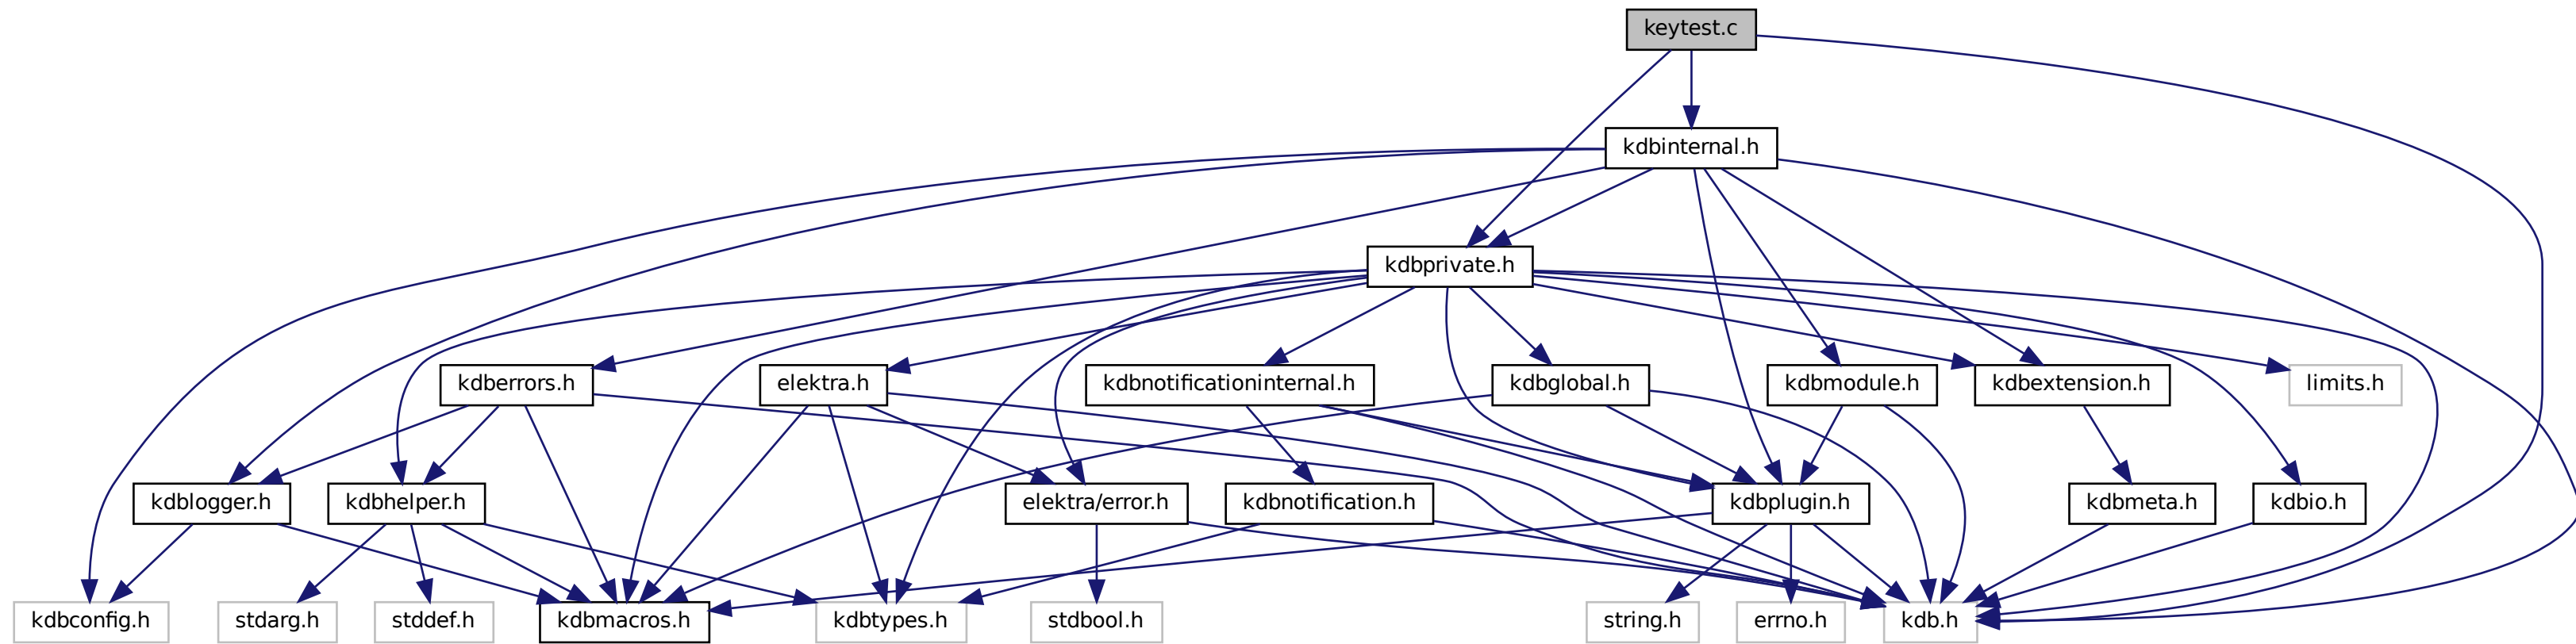 keytest.c
kdbinternal.h
kdbprivate.h
kdberrors.h
elektra.h
kdbnotificationinternal.h
kdbglobal.h
kdbmodule.h
kdbextension.h
limits.h
kdblogger.h
kdbhelper.h
elektra/error.h
kdbnotification.h
kdbplugin.h
kdbmeta.h
kdbio.h
kdbconfig.h
stdarg.h
stddef.h
kdbmacros.h
kdbtypes.h
stdbool.h
string.h
errno.h
kdb.h